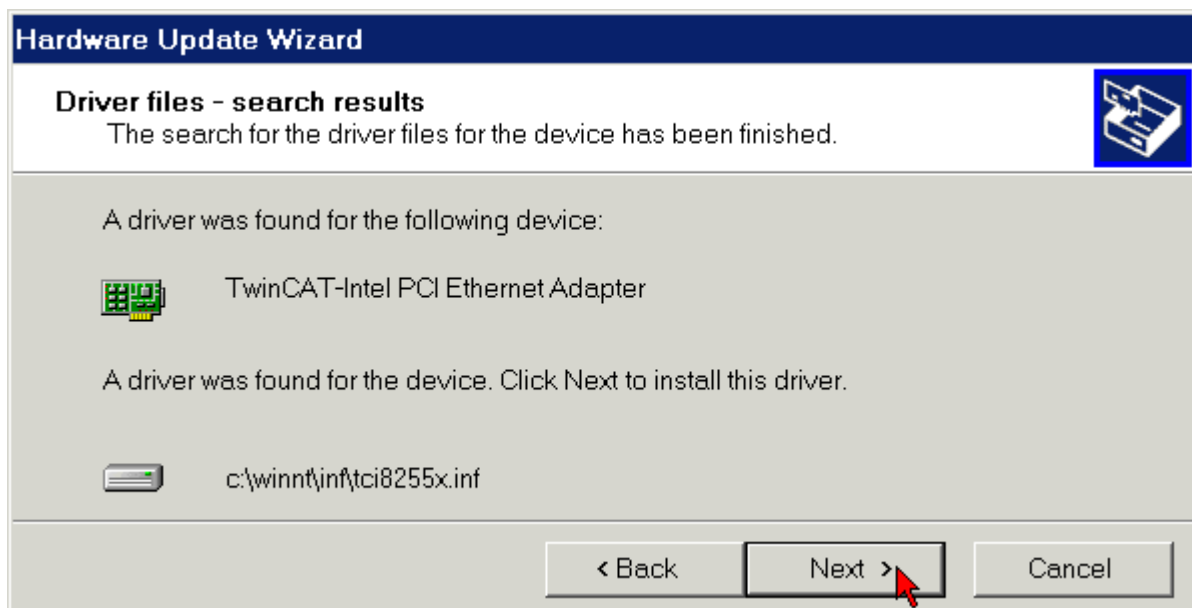 Hardware Update Wizard
Driver files - search results
The search for the driver files for the device has been finished.
A driver was found for the following device:
TwinCAT-Intel PCI Ethernet Adapter
A driver was found for the device. Click Next to install this driver.
c:\winnt\inf\tci8255x.inf
< Back
Next >
Cancel